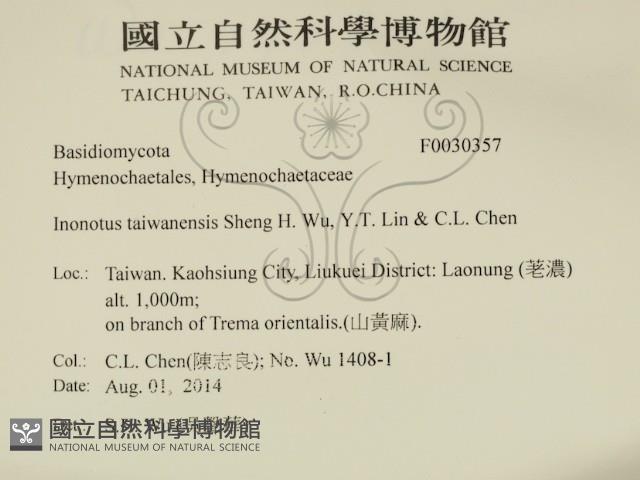 國立自然科學博物館
NATIONAL MUSEUM OF NATURAL SCIENCE
TAICHUNG, TAIWAN, R.O.CHINA
Basidiomycota F0030357
Hymenochaetales, Hymenochaetaceae
Inonotus taiwanensis Sheng H. Wu, Y.T. Lin & C.L. Chen
Loc.: Taiwan. Kaohsiung City, Liukuei District: Laonung (荖濃)
alt. 1,000m;
on branch of Trema orientalis.(山黃麻).
Col.: C.L. Chen(陳志良); No. Wu 1408-1
Date: Aug. 01, 2014
國立自然科學博物館
NATIONAL MUSEUM OF NATURAL SCIENCE